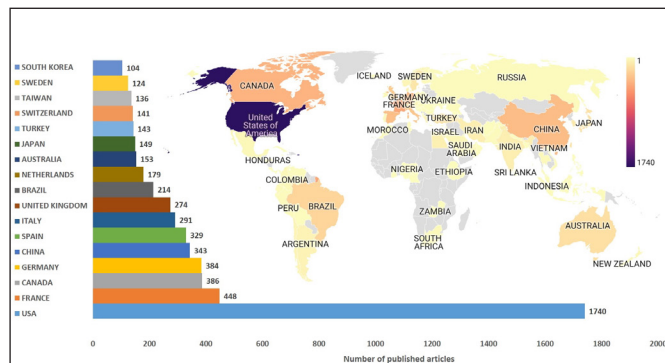 SOUTH KOREA 104
SWEDEN 124
TAIWAN 136
SWITZERLAND 141
TURKEY 143
JAPAN 149
AUSTRALIA 153
NETHERLANDS 179
BRAZIL 214
UNITED KINGDOM 274
ITALY 291
SPAIN 329
CHINA 343
GERMANY 384
CANADA 386
FRANCE 448
USA 1740
0 200 400 600 800 1000 1200 1400 1600 1800 2000
Number of published articles
ICELAND
SWEDEN
RUSSIA
CANADA
GERMANY
UKRAINE
FRANCE
United
States of
America
TURKEY
MOROCCO
ISRAEL
IRAN
CHINA
JAPAN
SAUDI
ARABIA
INDIA
VIETNAM
HONDURAS
NIGERIA
ETHIOPIA
SRI LANKA
COLOMBIA
INDONESIA
PERU
BRAZIL
ZAMBIA
AUSTRALIA
ARGENTINA
SOUTH
AFRICA
NEW ZEALAND
1
1740